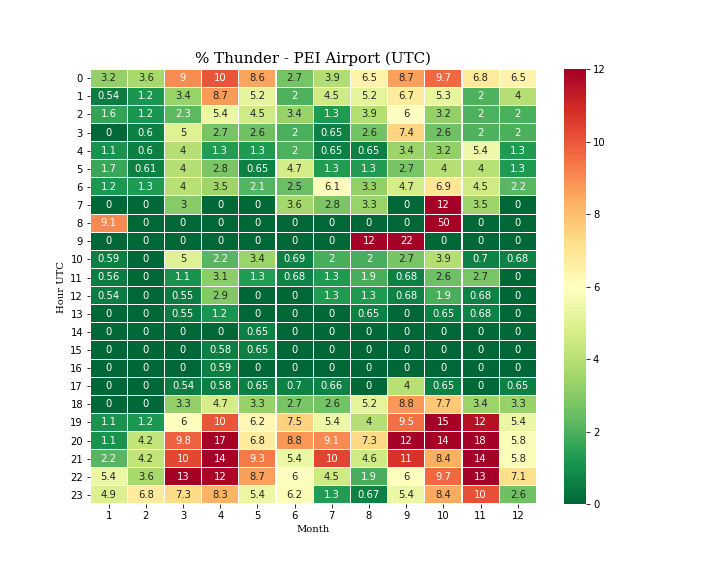 % Thunder - PEI Airport (UTC)
0 3.2 3.6 9 10 8.6 2.7 3.9 6.5 8.7 9.7 6.8 6.5
1 0.54 1.2 3.4 8.7 5.2 2 4.5 5.2 6.7 5.3 2 4
2 1.6 1.2 2.3 5.4 4.5 3.4 1.3 3.9 6 3.2 2 2
3 0 0.6 5 2.7 2.6 2 0.65 2.6 7.4 2.6 2 2
4 1.1 0.6 4 1.3 1.3 2 0.65 0.65 3.4 3.2 5.4 1.3
5 1.7 0.61 4 2.8 0.65 4.7 1.3 1.3 2.7 4 4 1.3
6 1.2 1.3 4 3.5 2.1 2.5 6.1 3.3 4.7 6.9 4.5 2.2
7 0 0 3 0 0 3.6 2.8 3.3 0 12 3.5 0
8 9.1 0 0 0 0 0 0 0 0 50 0 0
9 0 0 0 0 0 0 0 12 22 0 0 0
10 0.59 0 5 2.2 3.4 0.69 2 2 2.7 3.9 0.7 0.68
11 0.56 0 1.1 3.1 1.3 0.68 1.3 1.9 0.68 2.6 2.7 0
12 0.54 0 0.55 2.9 0 0 1.3 1.3 0.68 1.9 0.68 0
13 0 0 0.55 1.2 0 0 0 0.65 0 0.65 0.68 0
14 0 0 0 0 0.65 0 0 0 0 0 0 0
15 0 0 0 0.58 0.65 0 0 0 0 0 0 0
16 0 0 0 0.59 0 0 0 0 0 0 0 0
17 0 0 0.54 0.58 0.65 0.7 0.66 0 4 0.65 0 0.65
18 0 0 3.3 4.7 3.3 2.7 2.6 5.2 8.8 7.7 3.4 3.3
19 1.1 1.2 6 10 6.2 7.5 5.4 4 9.5 15 12 5.4
20 1.1 4.2 9.8 17 6.8 8.8 9.1 7.3 12 14 18 5.8
21 2.2 4.2 10 14 9.3 5.4 10 4.6 11 8.4 14 5.8
22 5.4 3.6 13 12 8.7 6 4.5 1.9 6 9.7 13 7.1
23 4.9 6.8 7.3 8.3 5.4 6.2 1.3 0.67 5.4 8.4 10 2.6
1 2 3 4 5 6 7 8 9 10 11 12
Month
Hour UTC
12
10
8
6
4
2
0